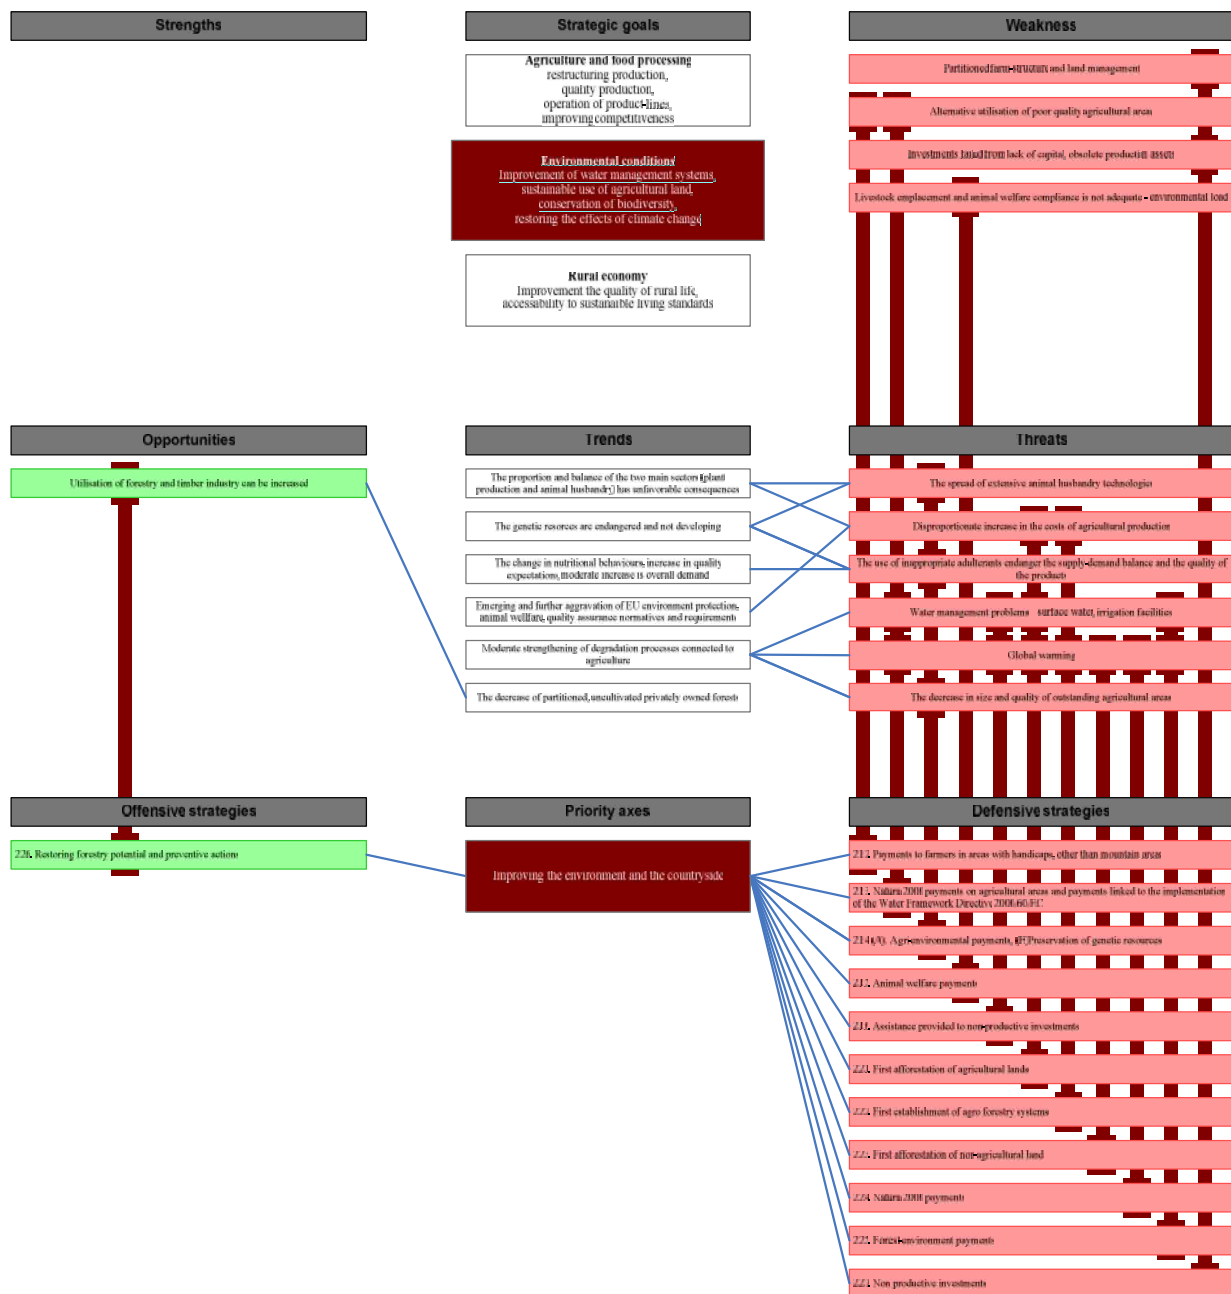 Strengths
Strategic goals
Weakness
Agriculture and food processing
restructuring production,
quality production,
operation of product-lines,
improving competitiveness
Environmental conditions
Improvement of water management systems,
sustainable use of agricultural land,
conservation of biodiversity,
restoring the effects of climate change
Rural economy
Improvement the quality of rural life,
accessability to sustainable living standards
Partitioned farm-structure and land management
Alternative utilisation of poor quality agricultural areas
Investments from lack of capital, obsolete production assets
Livestock emplacement and animal welfare compliance is not adequate - environmental load
Opportunities
Trends
Threats
Utilisation of forestry and timber industry can be increased
The proportion and balance of the two main sectors (plant
production and animal husbandry) has unfavorable consequences
The genetic resorces are endangered and not developing
The change in nutritional behaviours, increase in quality
expectations, moderate increase is overall demand
Emerging and further aggravation of EU environment protection,
animal wellfare, quality assurance normatives and requirements
Moderate strengthening of degradation processes connected to
agriculture
The decrease of partitioned, uncultivated privately owned forests
The spread of extensive animal husbandry technologies
Disproportionate increase in the costs of agricultural production
The use of inappropriate adulterants endanger the supply-demand balance and the quality of
the products
Water management problems surface water, irrigation facilities
Global warming
The decrease in size and quality of outstanding agricultural areas
Offensive strategies
Priority axes
Defensive strategies
226. Restoring forestry potential and preventive actions
Improving the environment and the countryside
Payments to farmers in areas with handicaps, other than mountain areas
Natura 2000 payments on agricultural areas and payments linked to the implementation
of the Water Framework Directive 2000/60/EC
214 (A). Agri-environmental payments, Preservation of genetic resources
Animal welfare payments
Assistance provided to non-productive investments
First afforestation of agricultural lands
First establishment of agro forestry systems
First afforestation of non-agricultural land
Natura 2000 payments
Forest-environment payments
Non productive investments